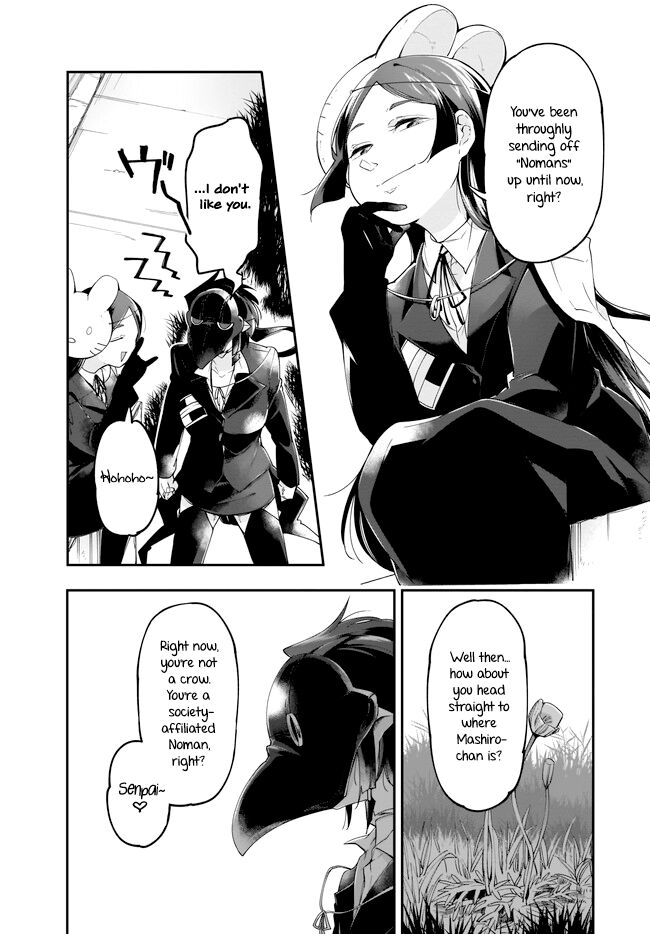 You've been
throughly
sending off
"Nomans"
up until now,
right?
...I don't
like you.
ヴ
Hohoho~
Well then...
how about
you head
straight to
where
Mashiro-
chan is?
Right now,
you're not
a crow.
You're a
society-
affiliated
Noman,
right?
Senpai~
♡